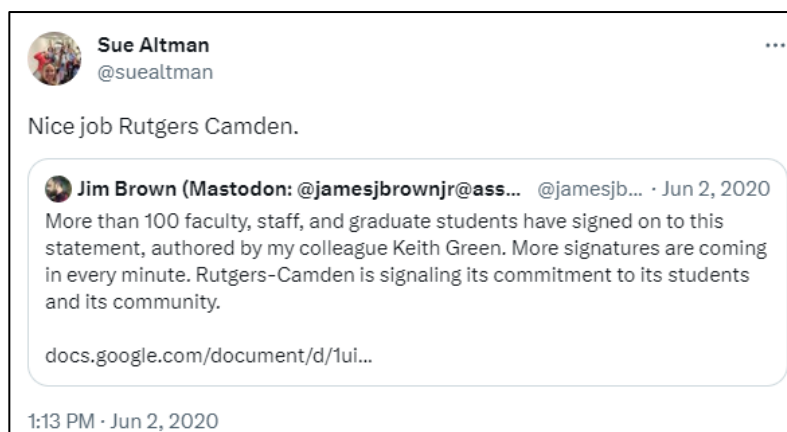 Sue Altman
@suealtman
Nice job Rutgers Camden.
Jim Brown (Mastodon: @jamesjbrownjr@ass... @jamesjb... · Jun 2, 2020
More than 100 faculty, staff, and graduate students have signed on to this
statement, authored by my colleague Keith Green. More signatures are coming
in every minute. Rutgers-Camden is signaling its commitment to its students
and its community.
docs.google.com/document/d/1ui...
1:13 PM · Jun 2, 2020